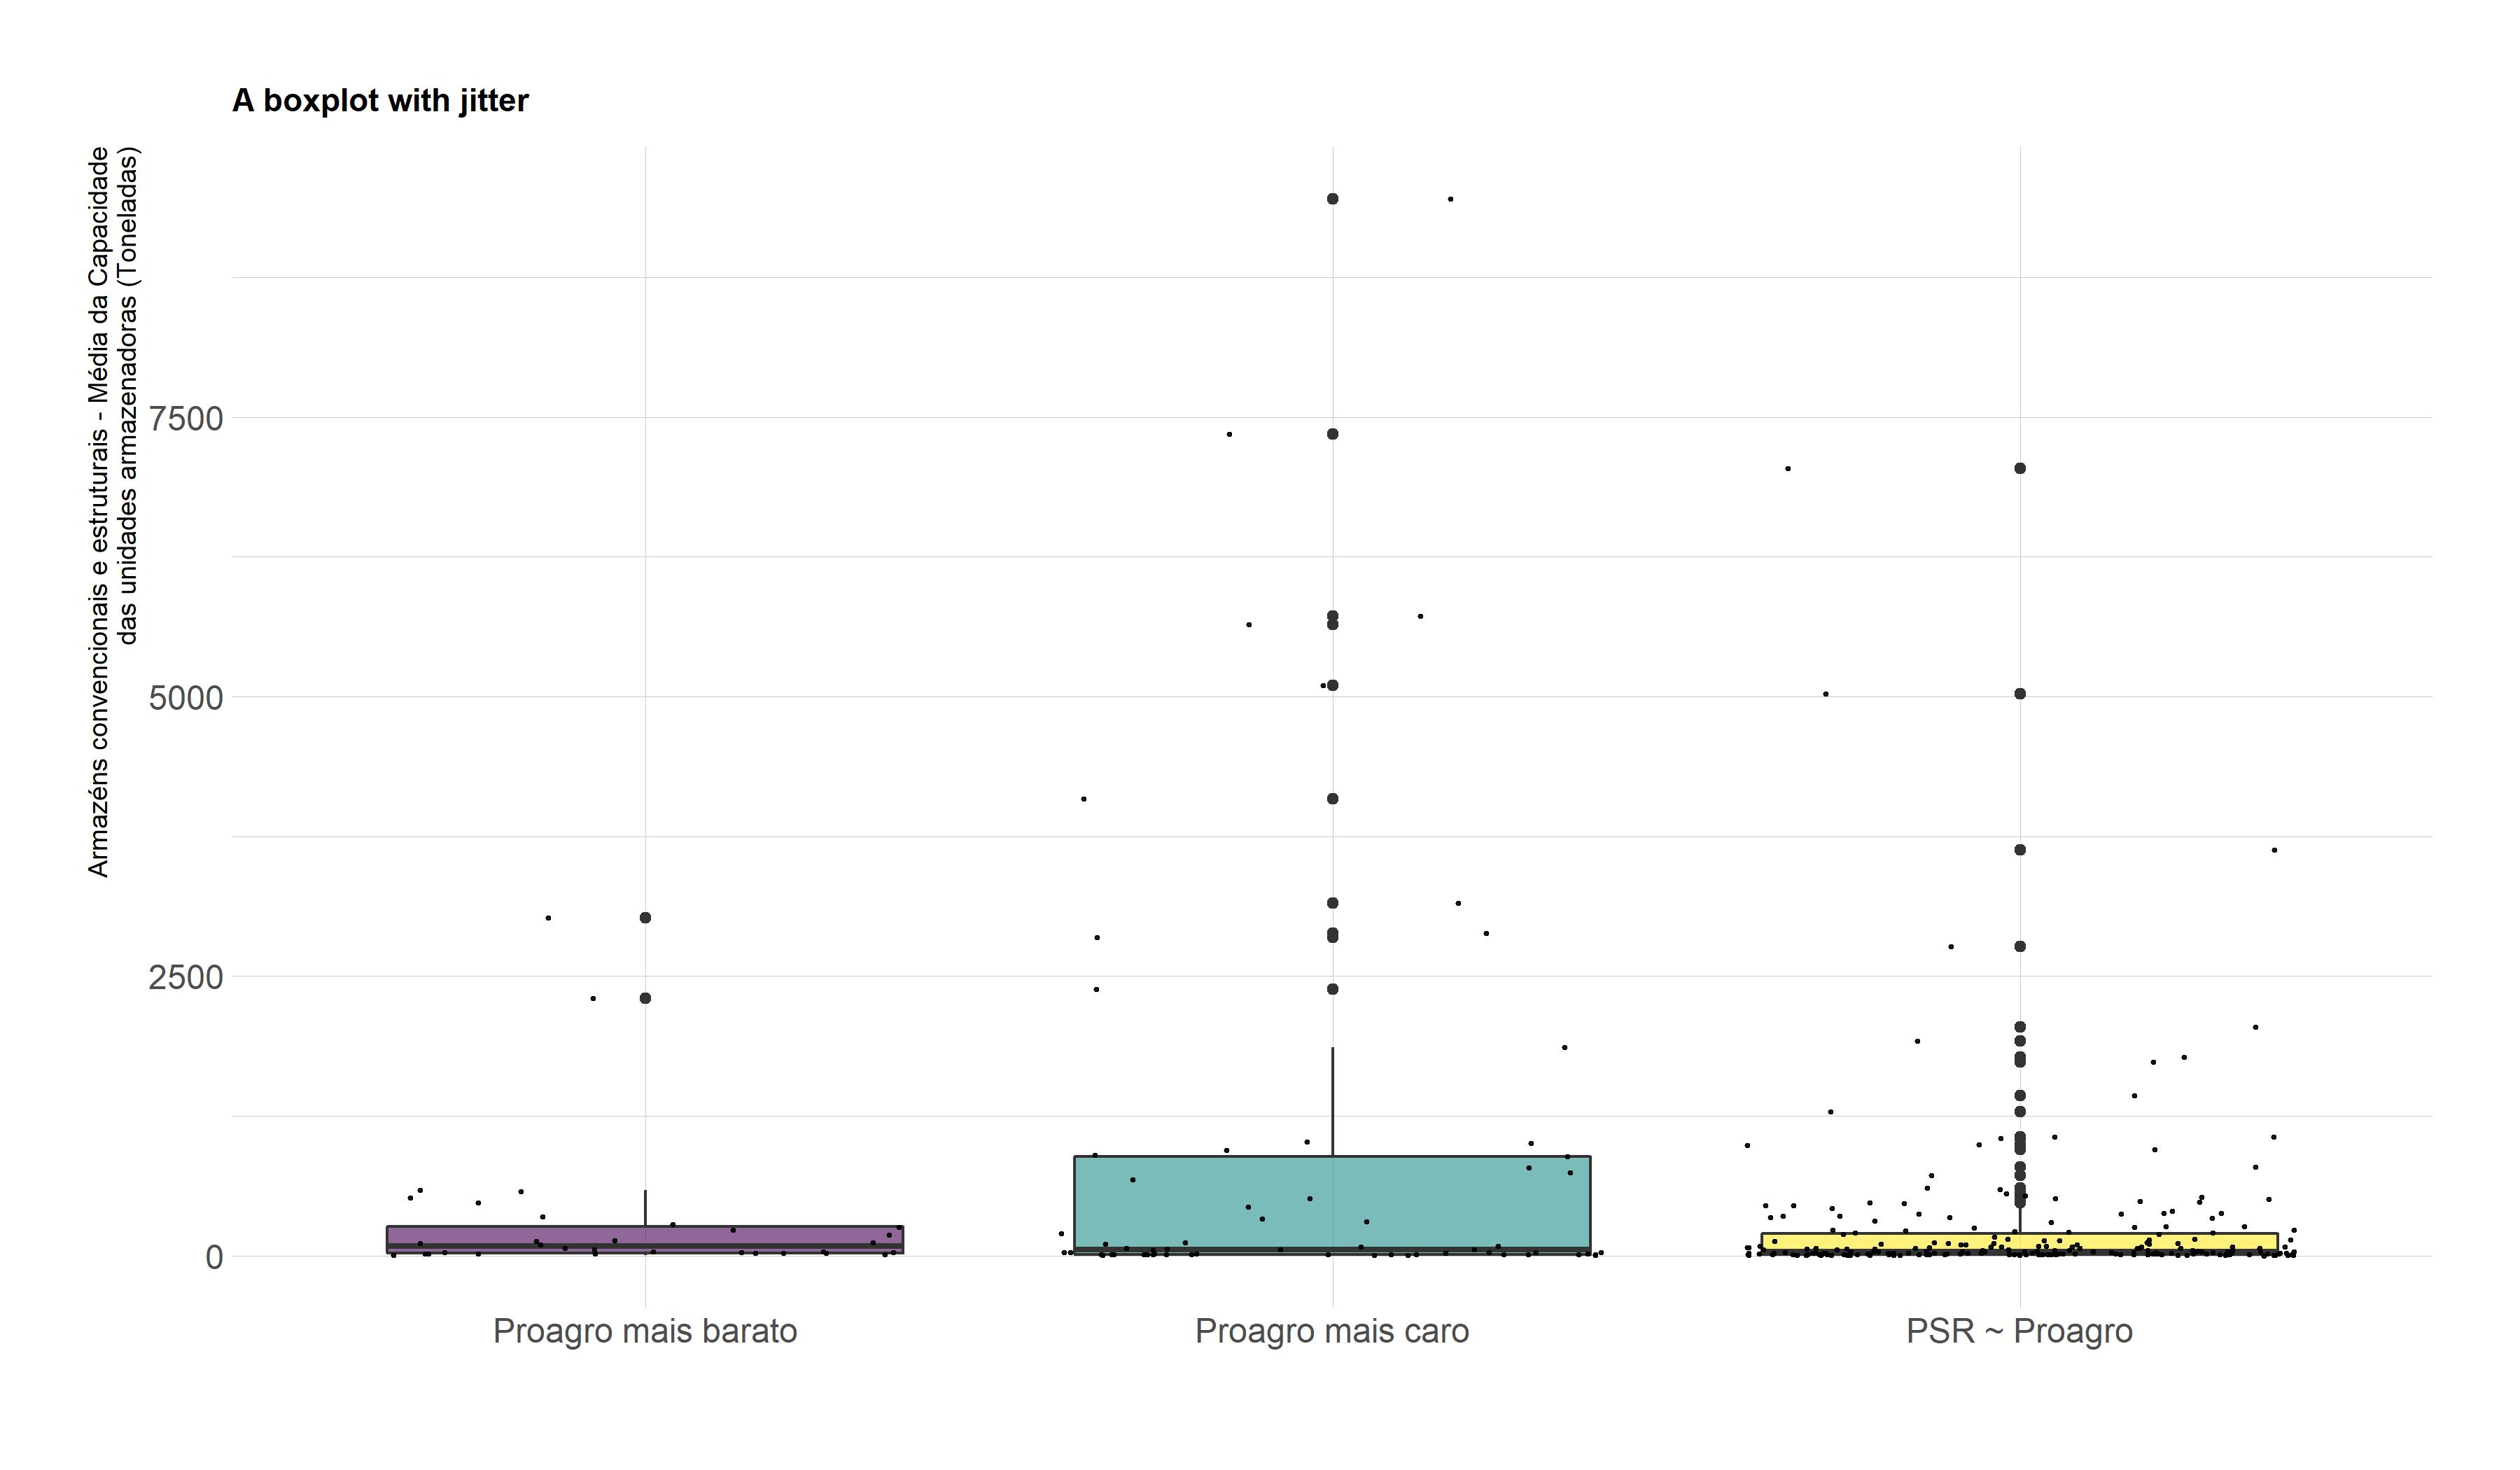 A boxplot with jitter
Armazéns convencionais e estruturais - Média da Capacidade
das unidades armazenadoras (Toneladas)
7500
5000
2500
0
Proagro mais barato
Proagro mais caro
PSR ~ Proagro